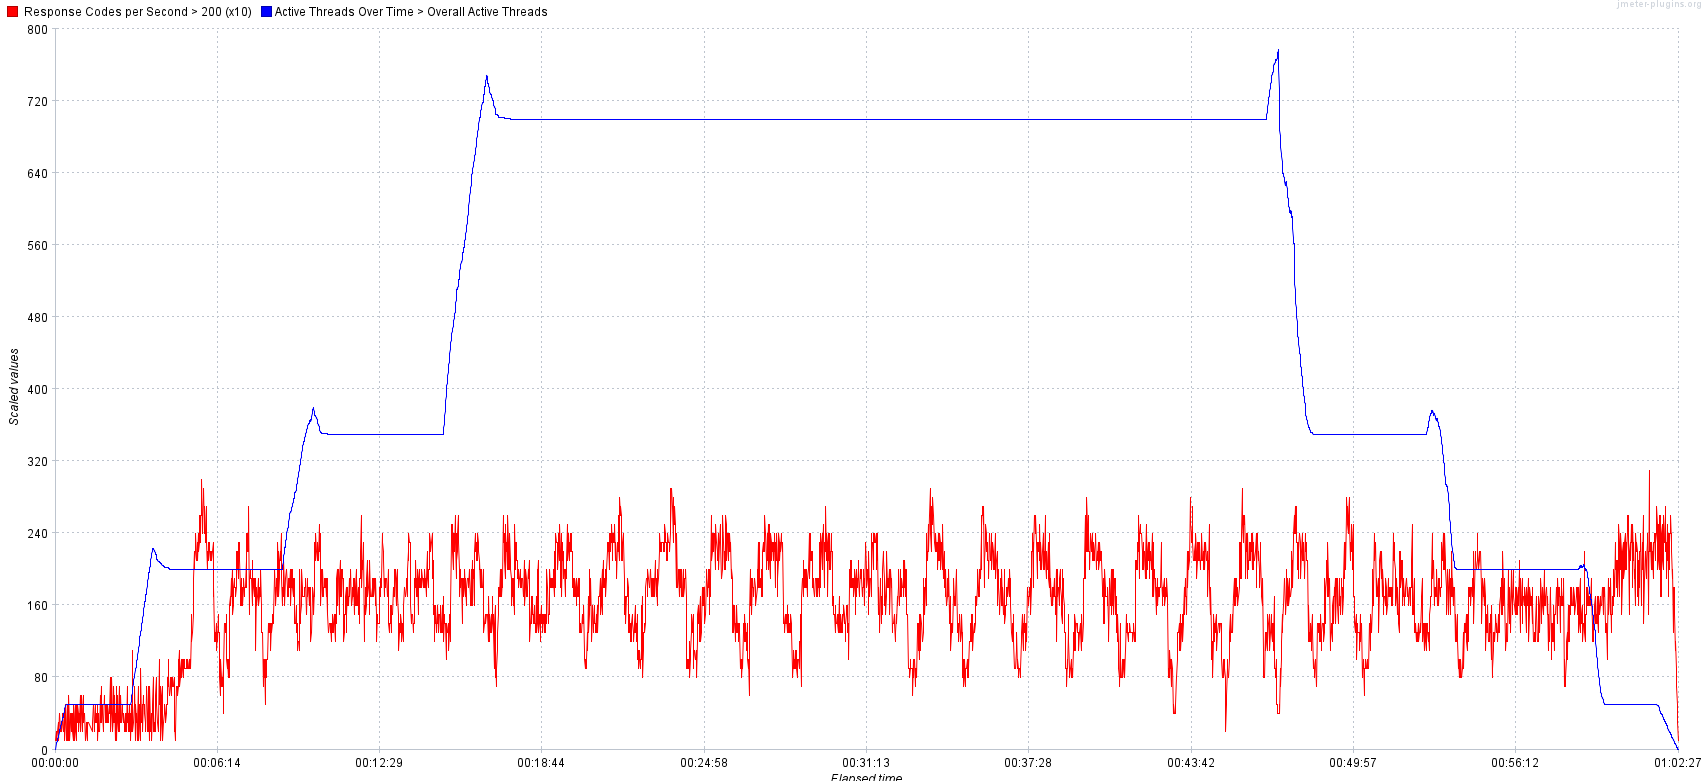 Response Codes per Second > 200 (x10) Active Threads Over Time > Overall Active Threads
jmeter-plugins.org
800
720
640
560
480
400
320
240
160
80
0
Scaled values
00:00:00 00:06:14 00:12:29 00:18:44 00:24:58 00:31:13 00:37:28 00:43:42 00:49:57 00:56:12 01:02:27
Elapsed time